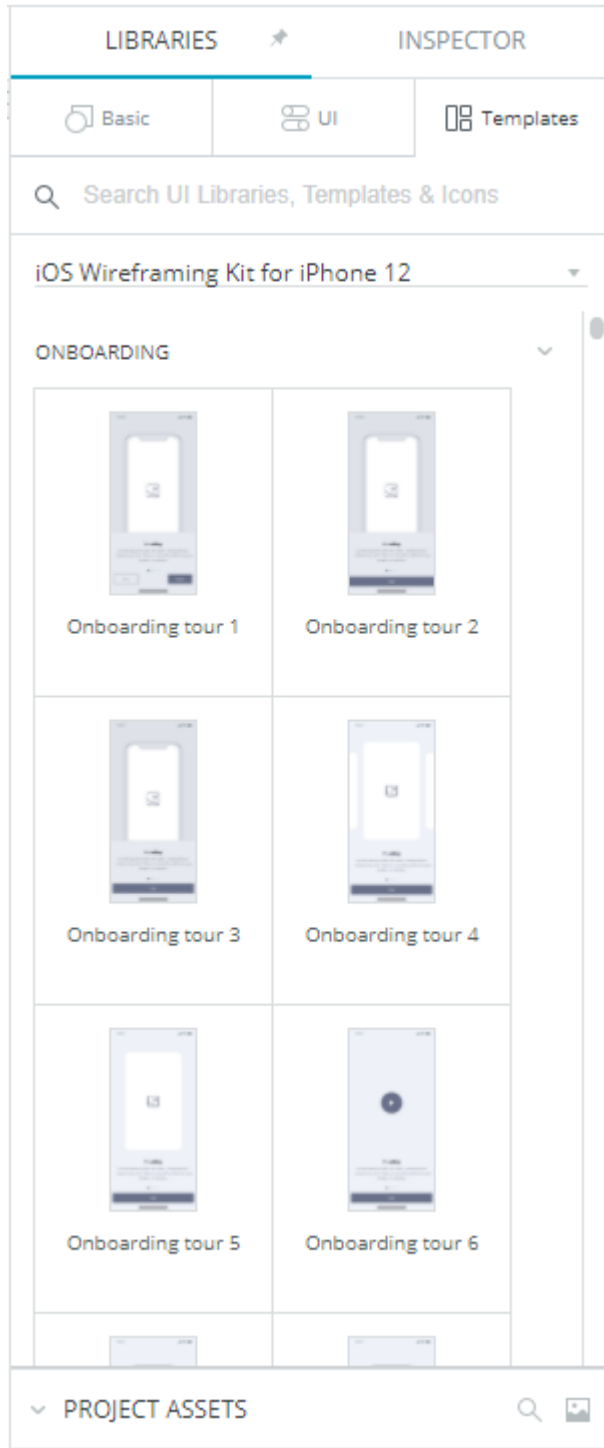 LIBRARIES INSPECTOR
Basic UI Templates
Search UI Libraries, Templates & Icons
iOS Wireframing Kit for iPhone 12
ONBOARDING
Onboarding tour 1 Onboarding tour 2
Onboarding tour 3 Onboarding tour 4
Onboarding tour 5 Onboarding tour 6
PROJECT ASSETS